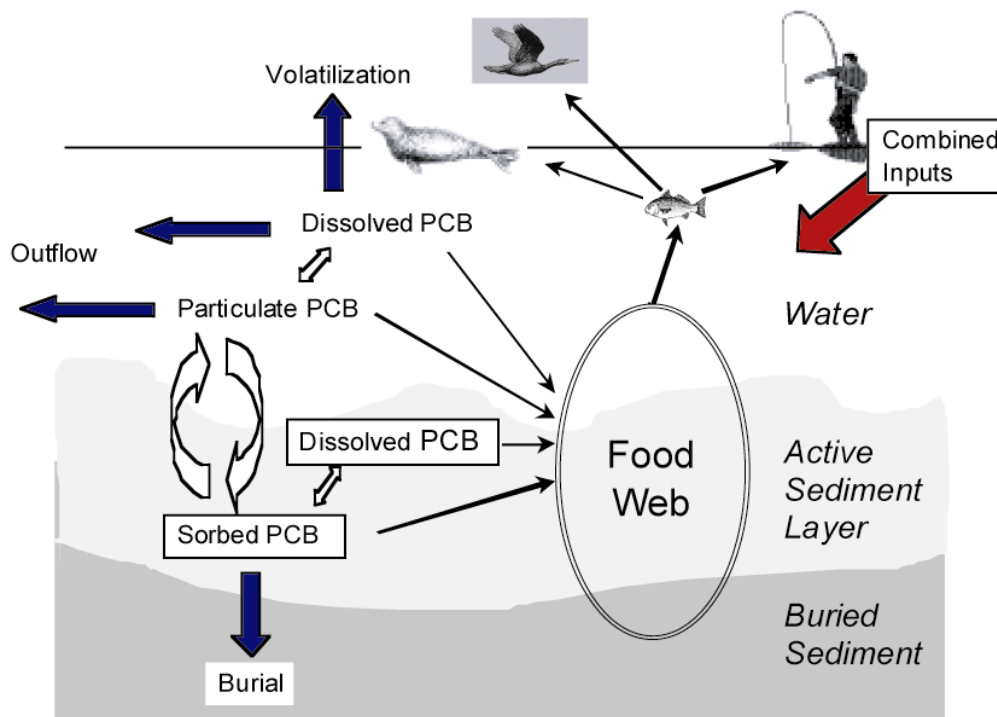 Volatilization
Combined
Inputs
Dissolved PCB
Outflow
Particulate PCB
Water
Dissolved PCB
Food
Web
Active
Sediment
Layer
Sorbed PCB
Buried
Sediment
Burial